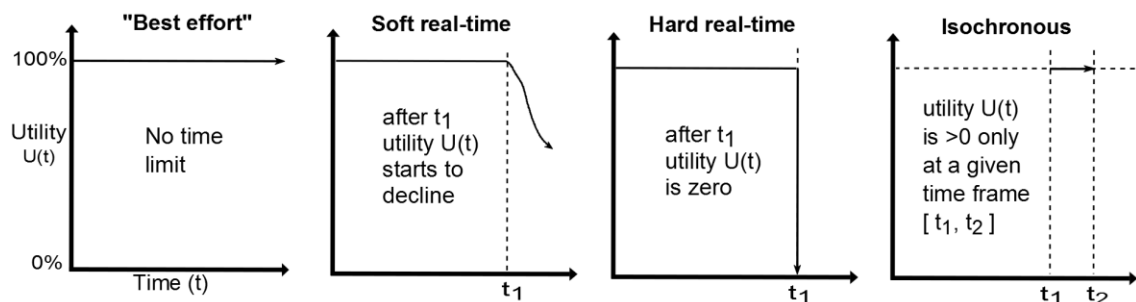 "Best effort"
100%
Utility
U(t)
No time
limit
0%
Time (t)
Soft real-time
after t1
utility U(t)
starts to
decline
t1
Hard real-time
after t1
utility U(t)
is zero
t1
Isochronous
utility U(t)
is >0 only
at a given
time frame
[ t1, t2 ]
t1
t2